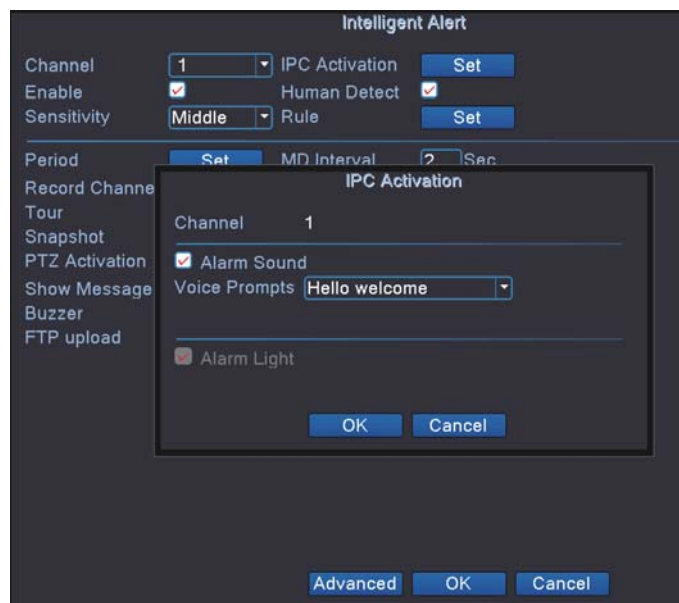 Intelligent Alert
Channel 1 IPC Activation Set
Enable Human Detect
Sensitivity Middle Rule Set
Period Set MD Interval 2 Sec
IPC Activation
Record Channe
Tour
Channel 1
Snapshot
PTZ Activation
Alarm Sound
Show Message
Voice Prompts Hello welcome
Buzzer
FTP upload
Alarm Light
OK Cancel
Advanced OK Cancel